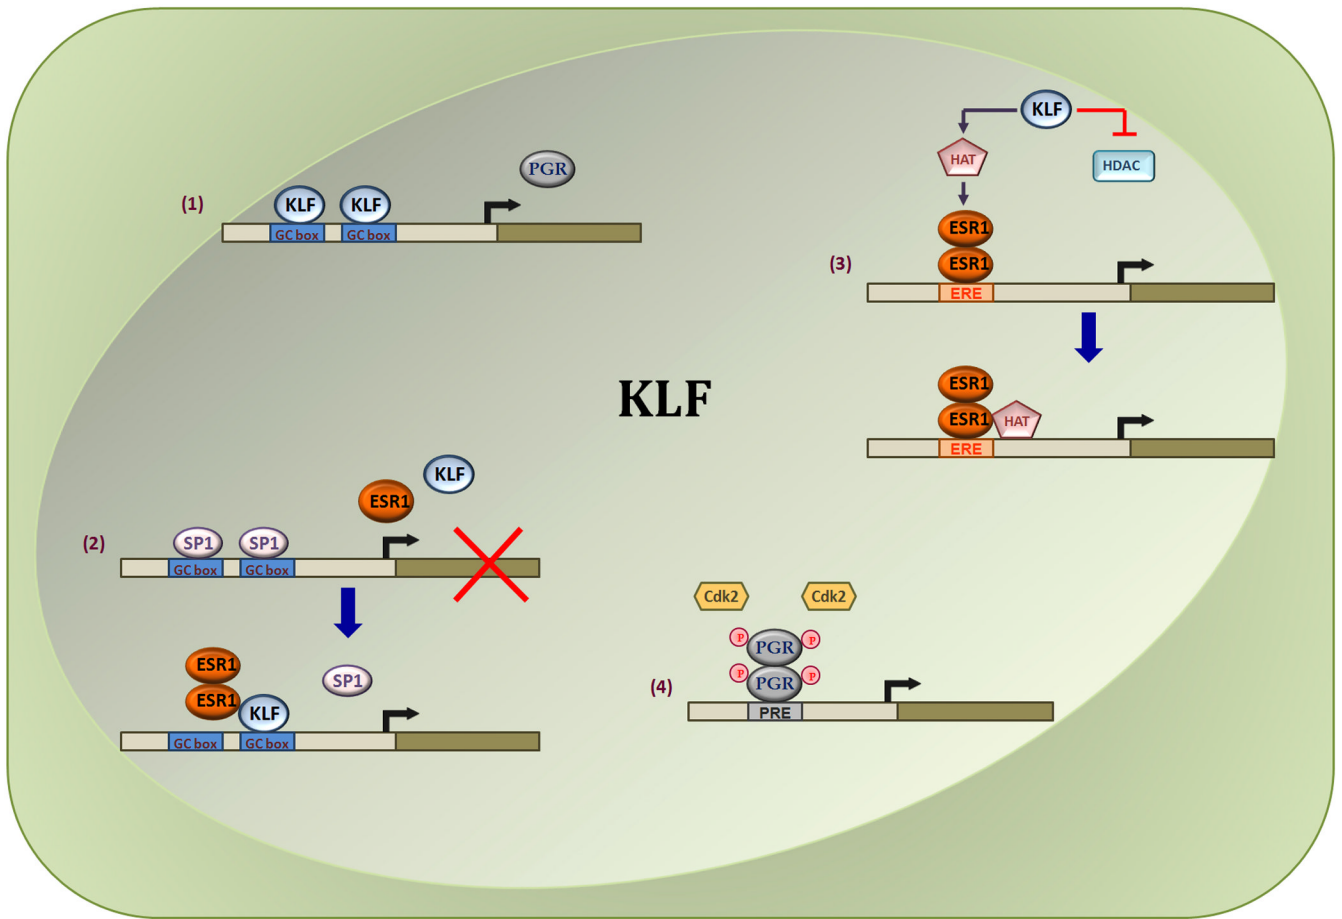 (1)
KLF
KLF
GC box
GC box
PGR
KLF
HAT
HDAC
(3)
ESR1
ESR1
ERE
ESR1
ESR1
HAT
ERE
KLF
(2)
SP1
SP1
GC box
GC box
ESR1
KLF
ESR1
ESR1
KLF
SP1
GC box
GC box
(4)
Cdk2
Cdk2
P
PGR
P
P
PGR
P
PRE